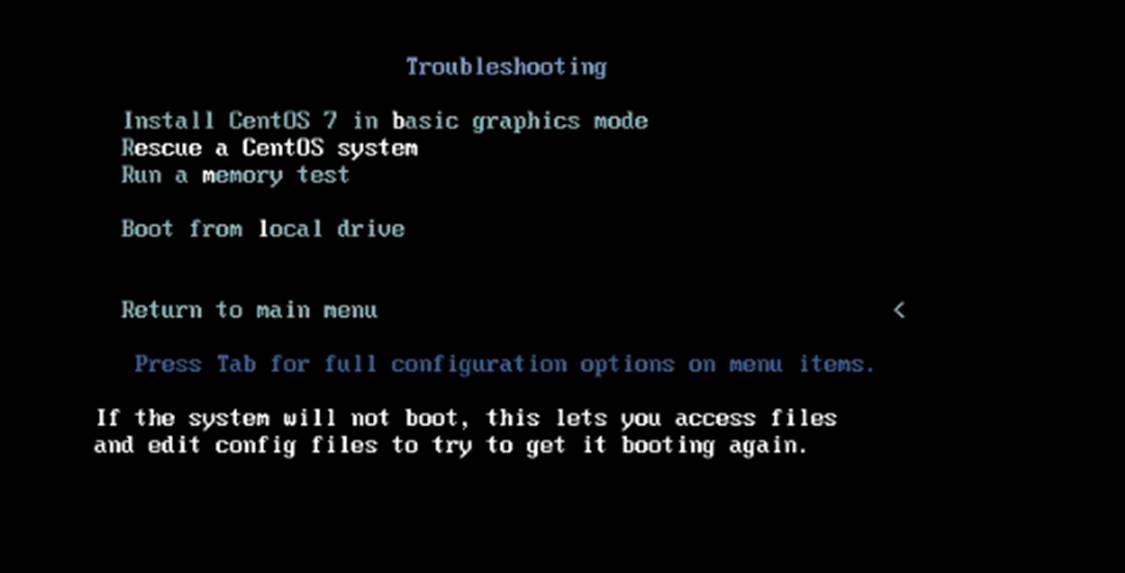 Troubleshooting
Install CentOS 7 in basic graphics mode
Rescue a CentOS system
Run a memory test
Boot from local drive
Return to main menu <
Press Tab for full configuration options on menu items.
If the system will not boot, this lets you access files
and edit config files to try to get it booting again.